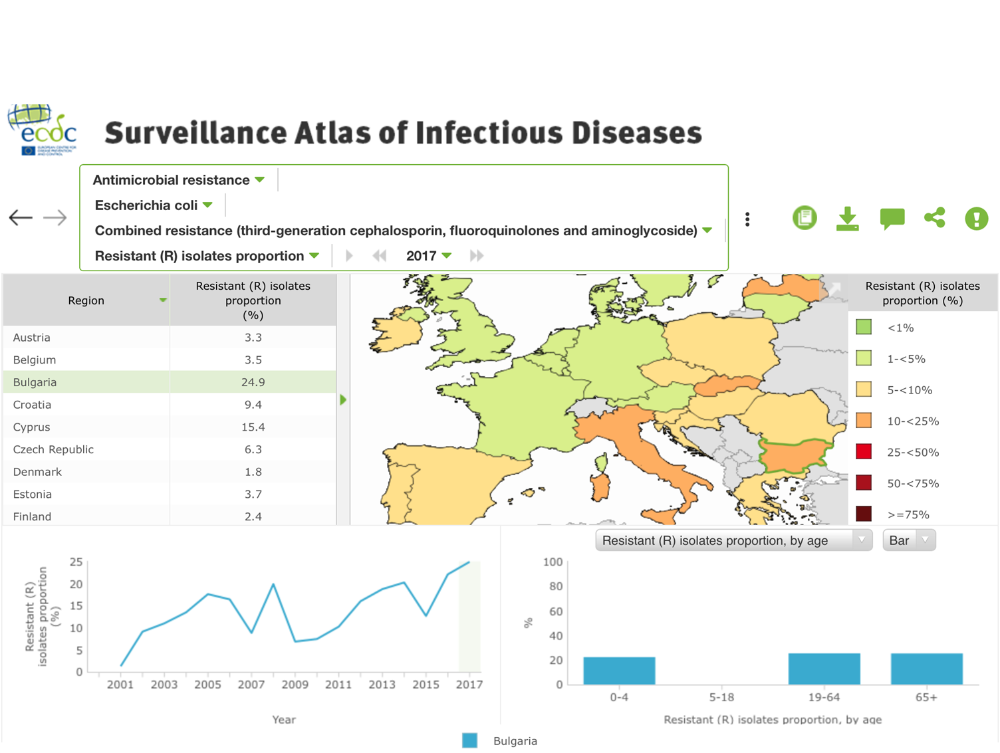 ecdc
EUROPEAN CENTRE FOR
DISEASE PREVENTION
AND CONTROL
Surveillance Atlas of Infectious Diseases
Antimicrobial resistance
Escherichia coli
Combined resistance (third-generation cephalosporin, fluoroquinolones and aminoglycoside)
Resistant (R) isolates proportion 2017
Region
Resistant (R) isolates
proportion
(%)
Austria 3.3
Belgium 3.5
Bulgaria 24.9
Croatia 9.4
Cyprus 15.4
Czech Republic 6.3
Denmark 1.8
Estonia 3.7
Finland 2.4
Resistant (R) isolates
proportion (%)
<1%
1-<5%
5-<10%
10-<25%
25-<50%
50-<75%
>=75%
Resistant (R)
isolates proportion
(%)
25
20
15
10
5
0
2001 2003 2005 2007 2009 2011 2013 2015 2017
Year
Resistant (R) isolates proportion, by age
Bar
%
100
80
60
40
20
0
0-4 5-18 19-64 65+
Resistant (R) isolates proportion, by age
Bulgaria